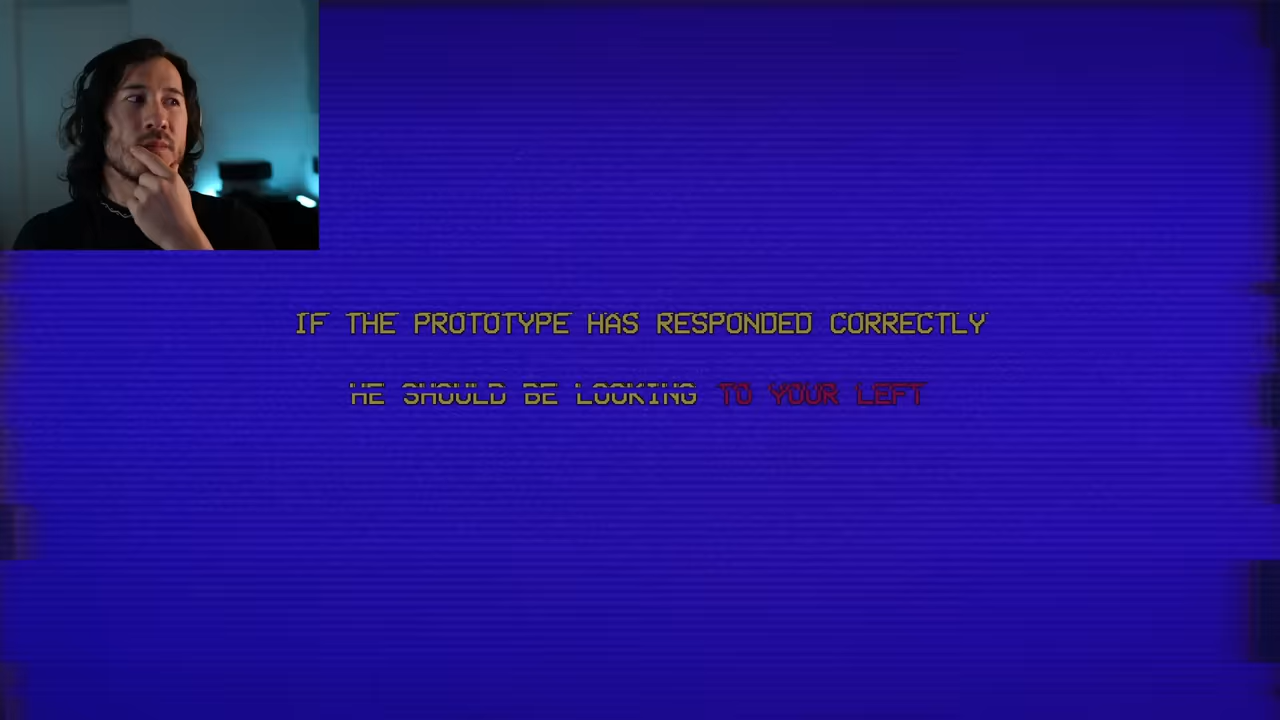 IF THE PROTOTYPE HAS RESPONDED CORRECTLY
HE SHOULD BE LOOKING TO YOUR LEFT